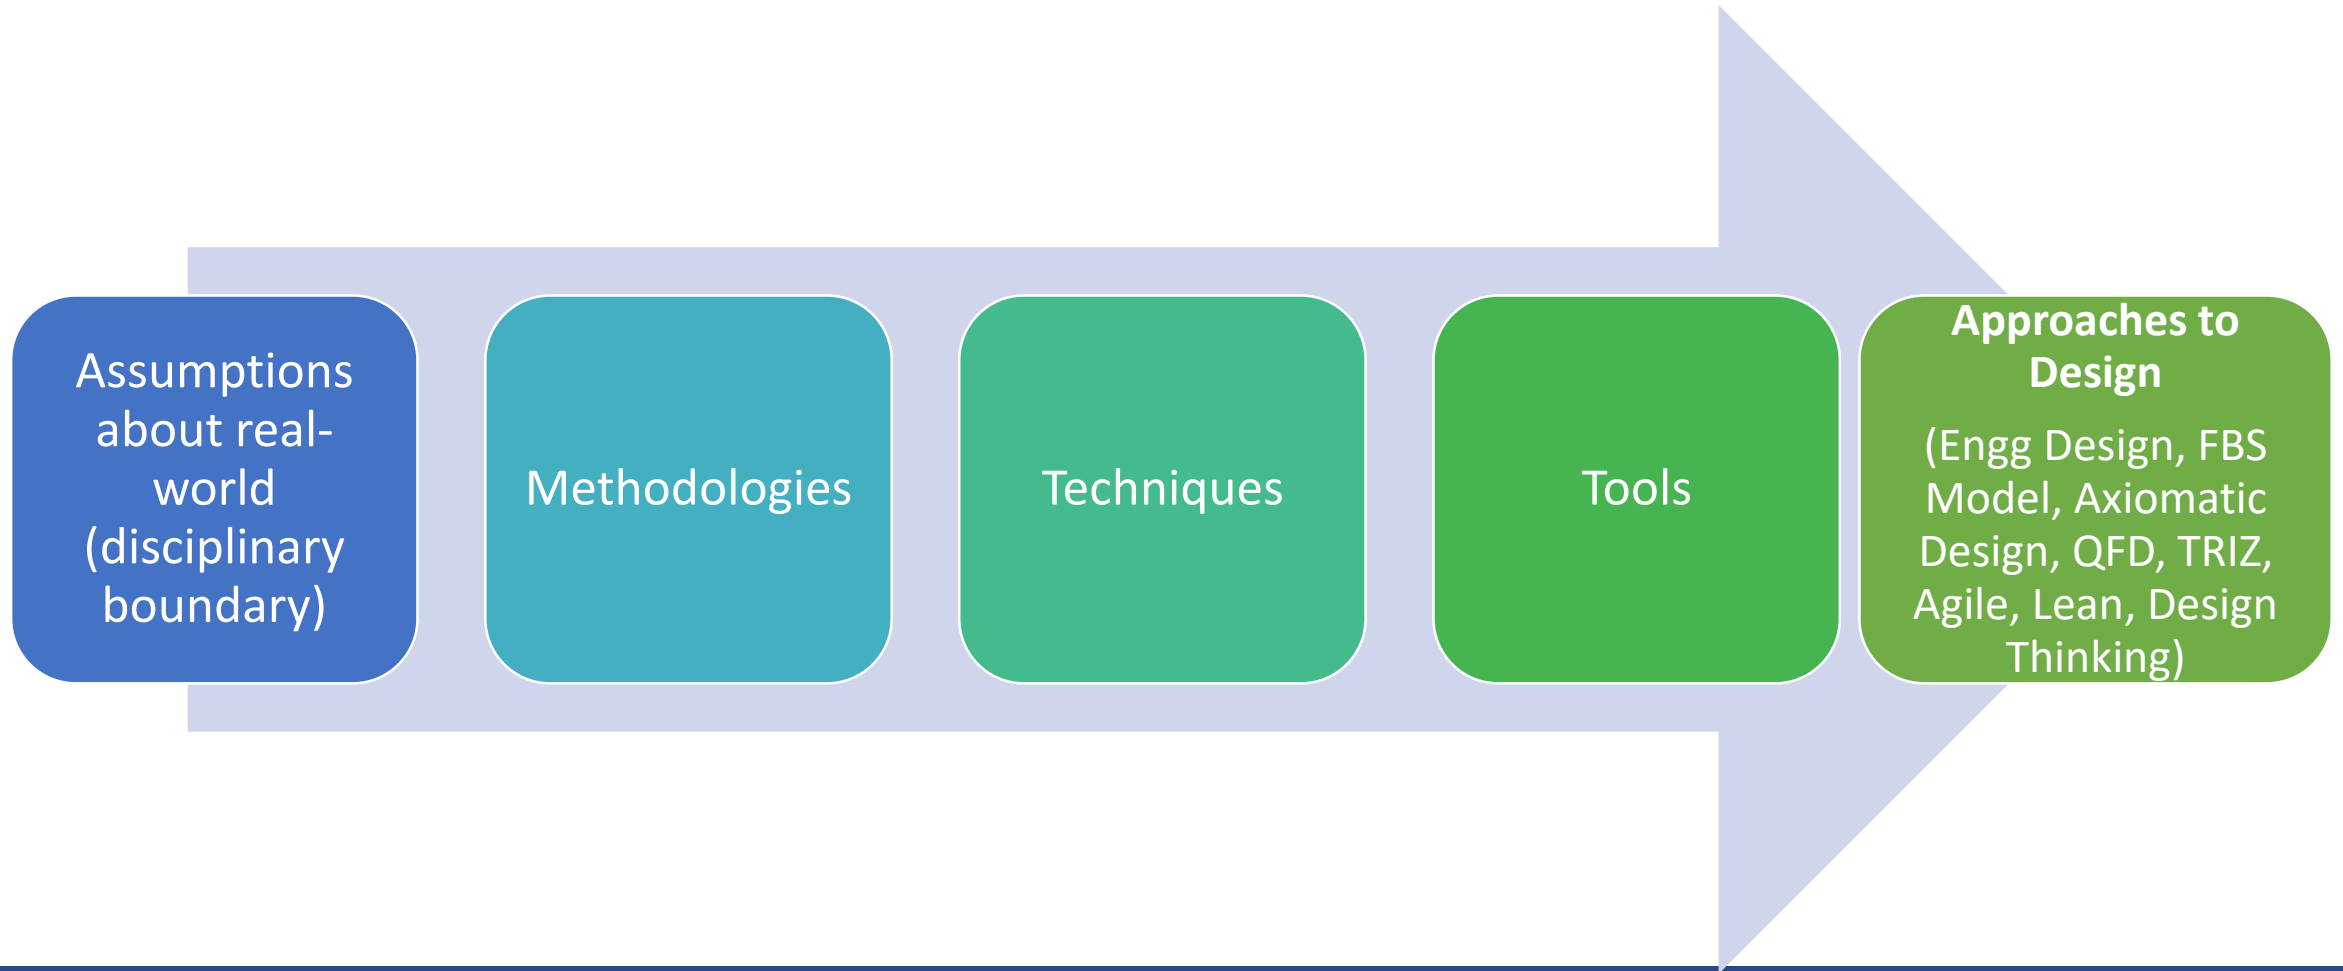 Assumptions
about real-
world
(disciplinary
boundary)
Methodologies
Techniques
Tools
Approaches to
Design
(Engg Design, FBS
Model, Axiomatic
Design, QFD, TRIZ,
Agile, Lean, Design
Thinking)